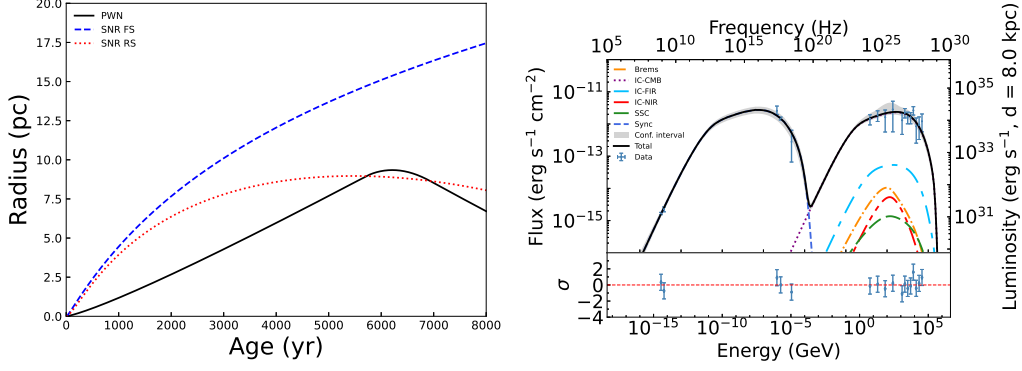 PWN
SNR FS
SNR RS
20.0
17.5
15.0
12.5
10.0
7.5
5.0
2.5
0.0
Radius (pc)
0 1000 2000 3000 4000 5000 6000 7000 8000
Age (yr)
Frequency (Hz)
10^5 10^10 10^15 10^20 10^25 10^30
Brems
IC-CMB
IC-FIR
IC-NIR
SSC
Sync
Conf. interval
Total
Data
10^−11
10^−13
10^−15
Flux (erg s^−1 cm^−2)
10^35
10^33
10^31
Luminosity (erg s^−1, d = 8.0 kpc)
2
0
−2
−4
σ
10^−15 10^−10 10^−5 10^0 10^5
Energy (GeV)